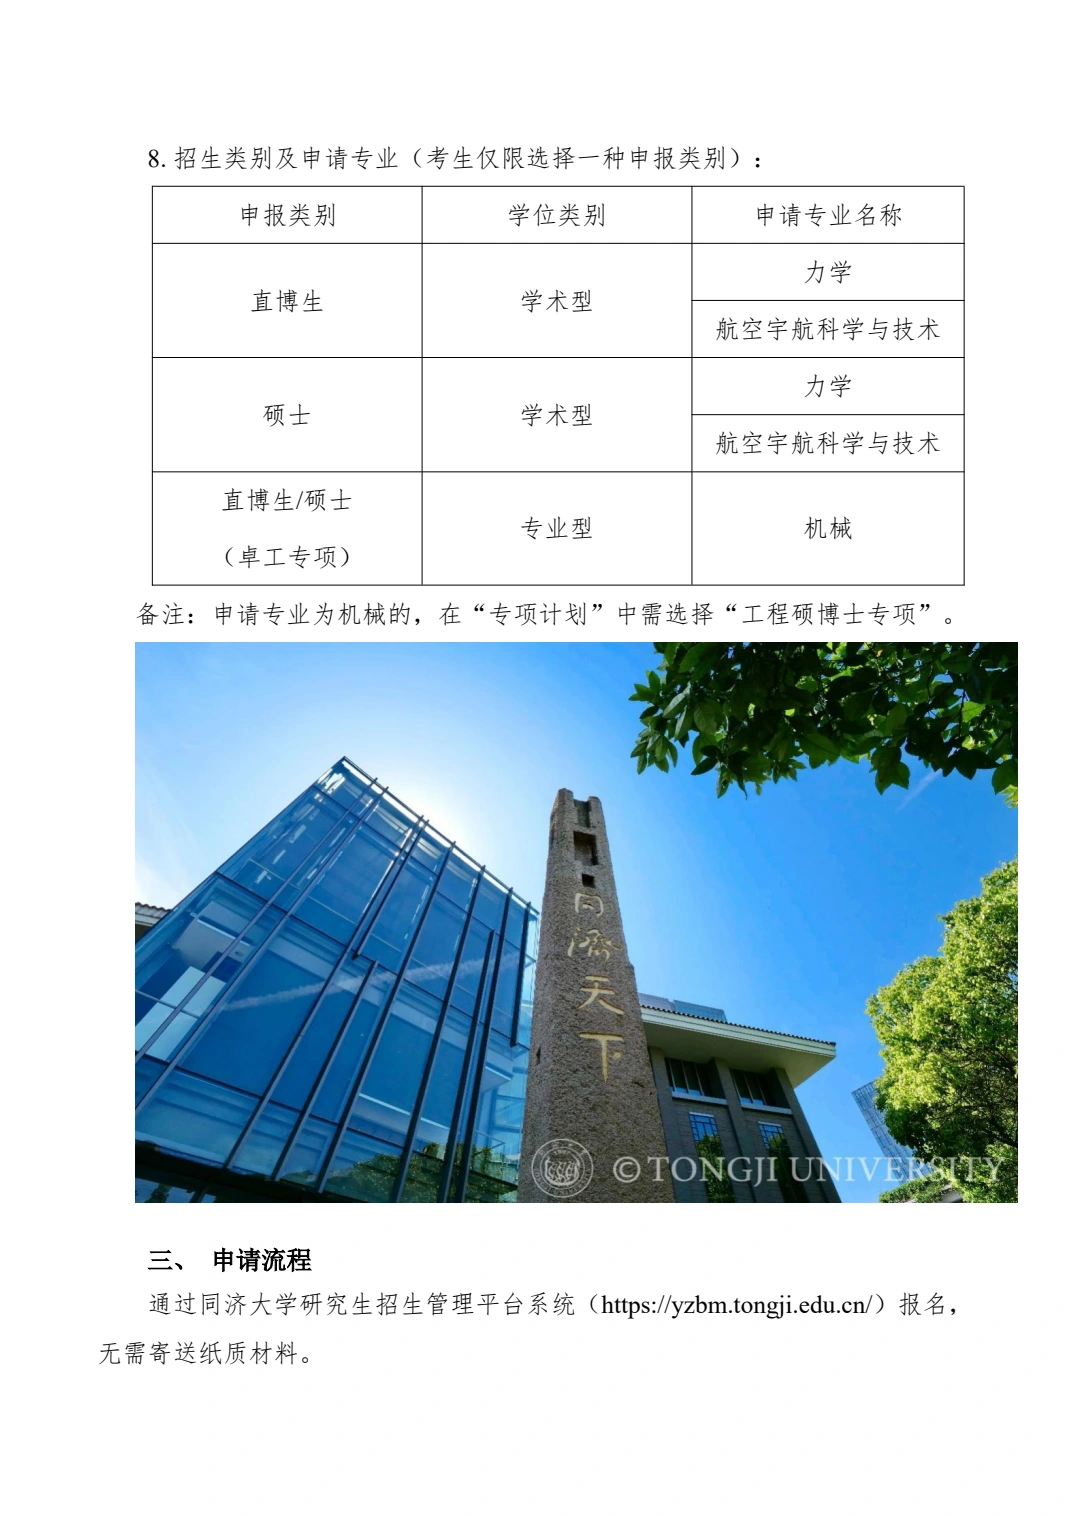 8. 招生类别及申请专业（考生仅限选择一种申报类别）:
申报类别 学位类别 申请专业名称
直博生 学术型 力学
航空宇航科学与技术
硕士 学术型 力学
航空宇航科学与技术
直博生/硕士
（卓工专项） 专业型 机械
备注：申请专业为机械的，在“专项计划”中需选择“工程硕博士专项”。
同
濟
天
下
©TONGJI UNIVERSITY
三、 申请流程
通过同济大学研究生招生管理平台系统（https://yzbm.tongji.edu.cn/）报名，
无需寄送纸质材料。